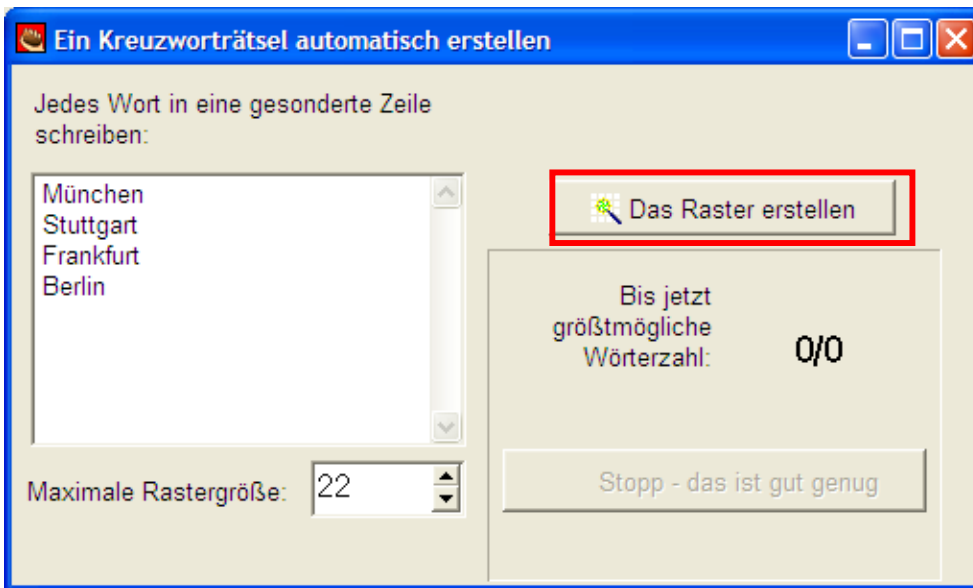 Ein Kreuzworträtsel automatisch erstellen
Jedes Wort in eine gesonderte Zeile
schreiben:
München
Stuttgart
Frankfurt
Berlin
Das Raster erstellen
Bis jetzt
größtmögliche
Wörterzahl:
0/0
Maximale Rastergröße:
22
Stopp - das ist gut genug